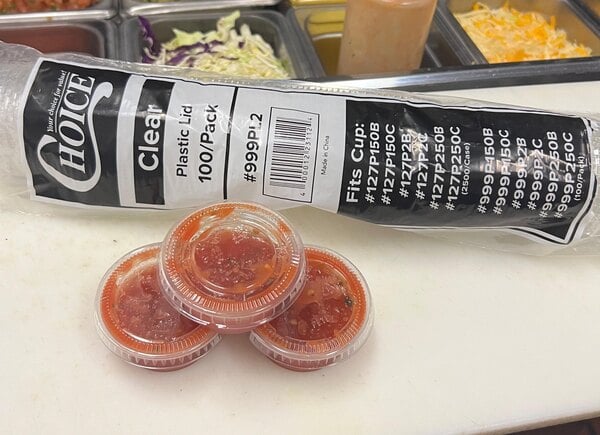 Your choice for value!
CHOICE
Clear
Plastic Lid
100/Pack
#999PL2
Made in China
Fits Cup:
#127P150B
#127P150C
#127P2B
#127P2C
#127P250B
#127P250C
(2500/Case)
#999P150B
#999P150C
#999P2B
#999P2C
#999P250B
#999P250C
(100/Pack)